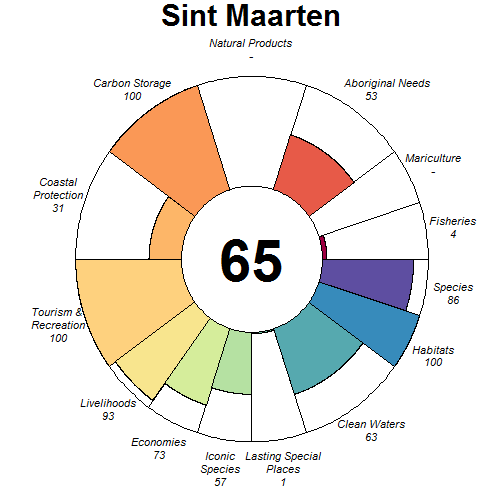 Sint Maarten
Natural Products
-
Aboriginal Needs
53
Mariculture
-
Fisheries
4
Species
86
Habitats
100
Clean Waters
63
Lasting Special
Places
1
Iconic
Species
57
Economies
73
Livelihoods
93
Tourism &
Recreation
100
Coastal
Protection
31
Carbon Storage
100
65